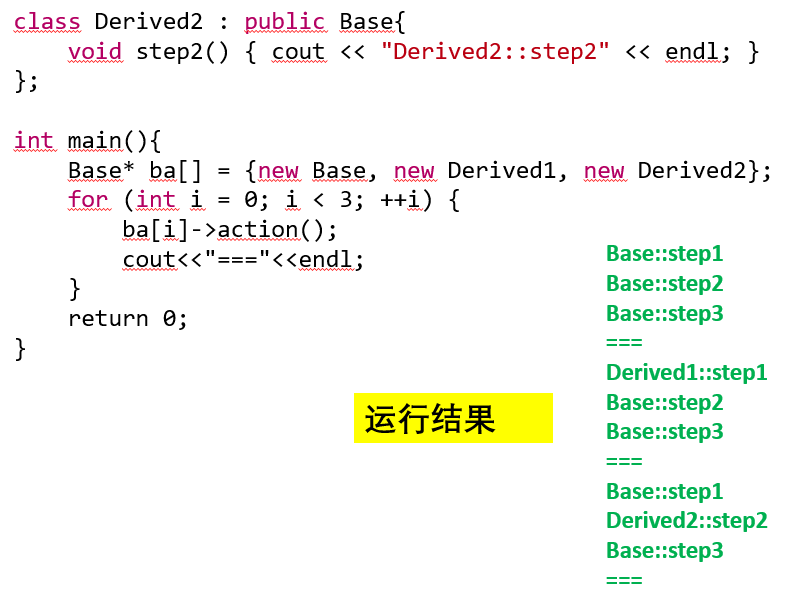 class Derived2 : public Base{
    void step2() { cout << "Derived2::step2" << endl; }
};

int main(){
    Base* ba[] = {new Base, new Derived1, new Derived2};
    for (int i = 0; i < 3; ++i) {
        ba[i]->action();
        cout<<"==="<<endl;
    }
    return 0;
}
运行结果
Base::step1
Base::step2
Base::step3
===
Derived1::step1
Base::step2
Base::step3
===
Base::step1
Derived2::step2
Base::step3
===